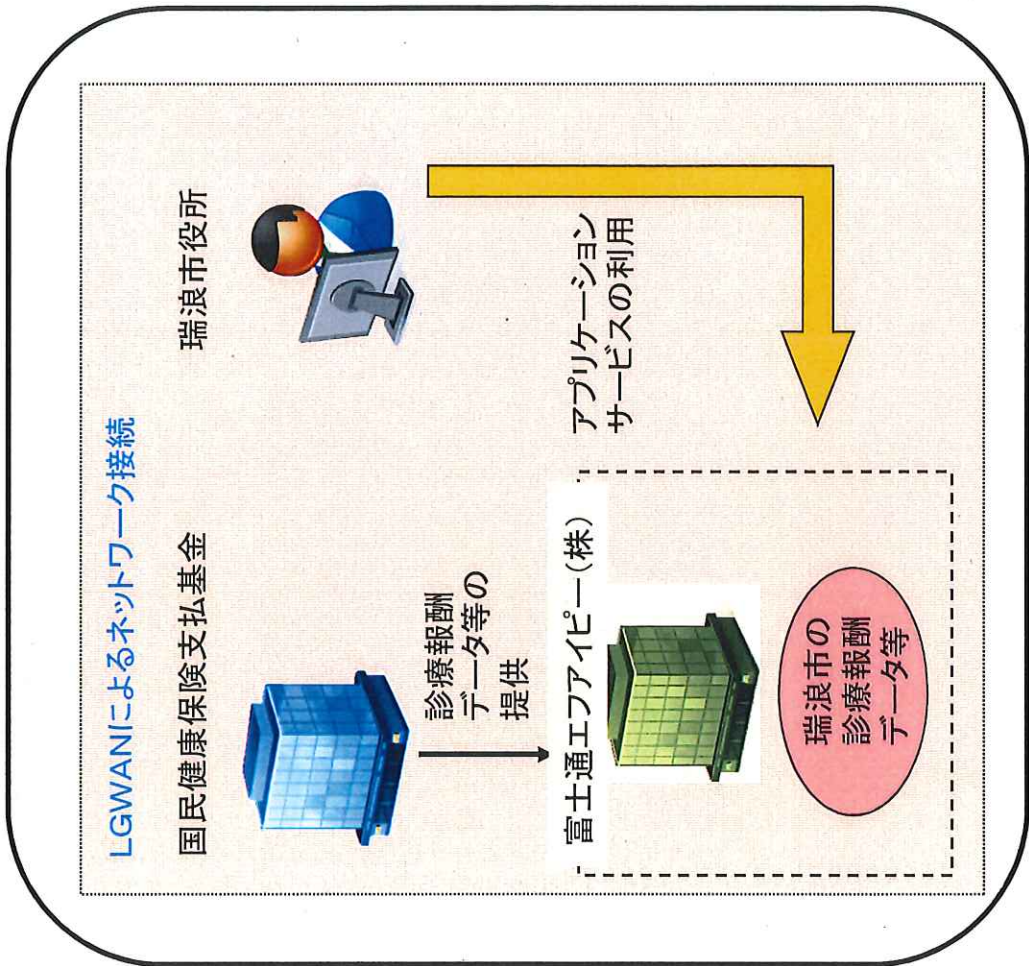 LGWANによるネットワーク接続
国民健康保険支払基金
瑞浪市役所
診療報酬
データ等の
提供
アプリケーション
サービスの利用
富士通エフアイピー(株)
瑞浪市の
診療報酬
データ等